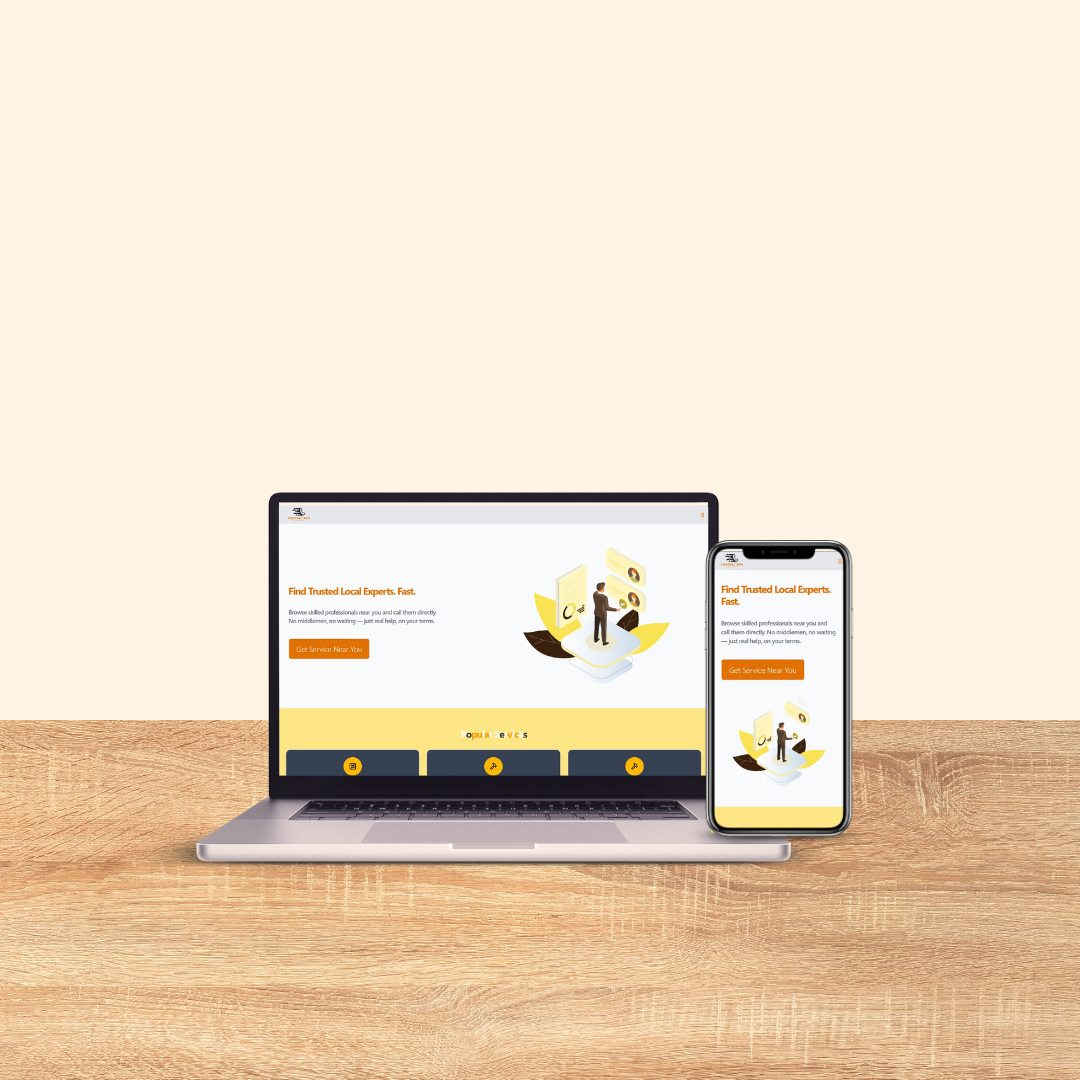 Find Trusted Local Experts. Fast.
Browse skilled professionals near you and call them directly.
No middlemen, no waiting — just real help, on your terms.
Get Service Near You
Popular Services
Find Trusted Local Experts.
Fast.
Browse skilled professionals near you and
call them directly. No middlemen, no waiting
— just real help, on your terms.
Get Service Near You